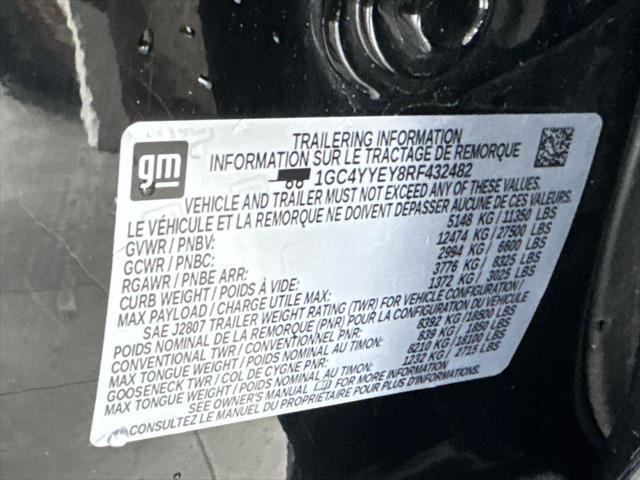 gm
TRAILERING INFORMATION
INFORMATION SUR LE TRACTAGE DE REMORQUE
1GC4YYEY8RF432482
VEHICLE AND TRAILER MUST NOT EXCEED ANY OF THESE VALUES.
LE VÉHICULE ET LA REMORQUE NE DOIVENT DÉPASSER AUCUNE DE CES VALEURS.
GVWR / PNBV: 5148 KG / 11350 LBS
GCWR / PNBC: 12474 KG / 27500 LBS
RGAWR / PNBE ARR: 2994 KG / 6600 LBS
CURB WEIGHT / POIDS À VIDE: 3776 KG / 8325 LBS
MAX PAYLOAD / CHARGE UTILE MAX: 1372 KG / 3025 LBS
SAE J2807 TRAILER WEIGHT RATING (TWR) FOR VEHICLE CONFIGURATION /
POIDS NOMINAL DE LA REMORQUE (PNR) POUR LA CONFIGURATION DU VÉHICULE
CONVENTIONAL TWR / CONVENTIONNEL PNR: 8392 KG / 18500 LBS
MAX TONGUE WEIGHT / POIDS NOMINAL AU TIMON: 839 KG / 1850 LBS
GOOSENECK TWR / COL DE CYGNE PNR: 8210 KG / 18100 LBS
MAX TONGUE WEIGHT / POIDS NOMINAL AU TIMON: 1232 KG / 2715 LBS
SEE OWNER'S MANUAL FOR MORE INFORMATION
CONSULTEZ LE MANUEL DU PROPRIÉTAIRE POUR PLUS D'INFORMATIONS.